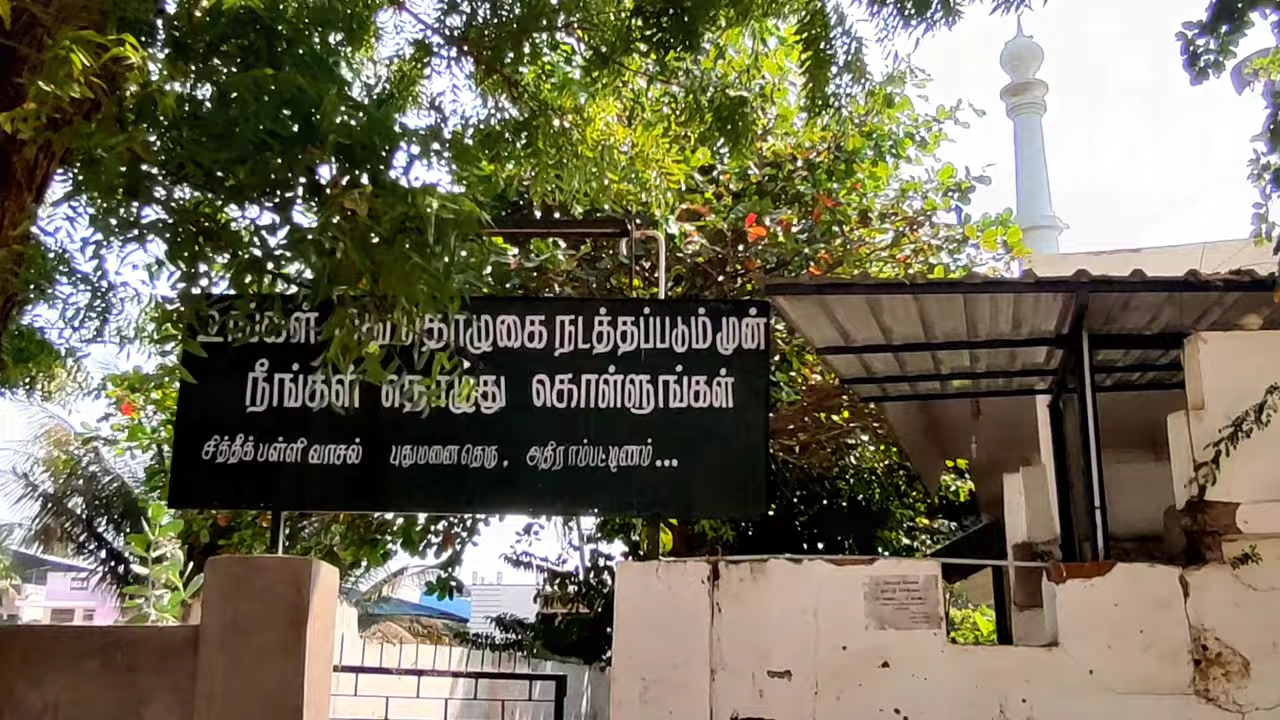 உங்கள் தொழுகை நடத்தப்படும் முன்
நீங்கள் தொழுது கொள்ளுங்கள்
சித்தீக் பள்ளி வாசல் புதுமனை தெரு, அதிராம்பட்டிணம்...